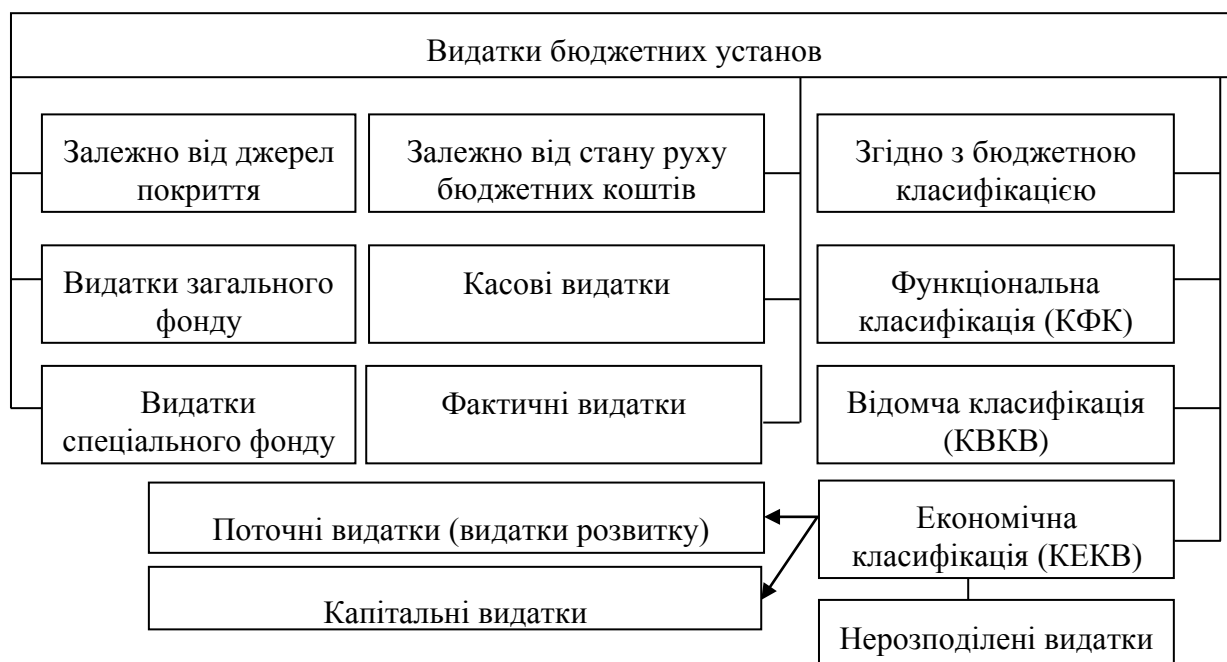 Видатки бюджетних установ
Залежно від джерел
покриття
Залежно від стану руху
бюджетних коштів
Згідно з бюджетною
класифікацією
Видатки загального
фонду
Касові видатки
Функціональна
класифікація (КФК)
Видатки
спеціального фонду
Фактичні видатки
Відомча класифікація
(КВКВ)
Поточні видатки (видатки розвитку)
Економічна
класифікація (КЕКВ)
Капітальні видатки
Нерозподілені видатки